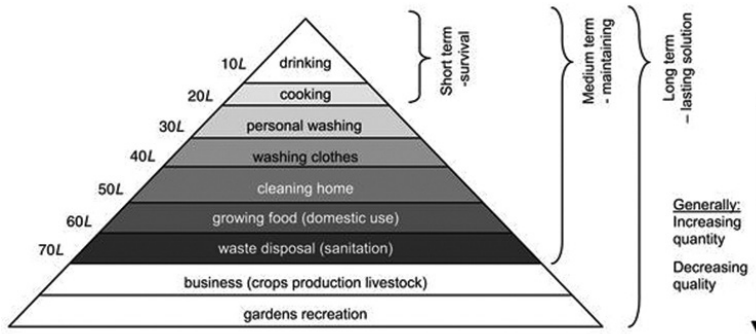 10L
drinking
20L
cooking
30L
personal washing
40L
washing clothes
50L
cleaning home
60L
growing food (domestic use)
70L
waste disposal (sanitation)
business (crops production livestock)
gardens recreation
Short term
-survival
Medium term
- maintaining
Long term
– lasting solution
Generally:
Increasing
quantity
Decreasing
quality